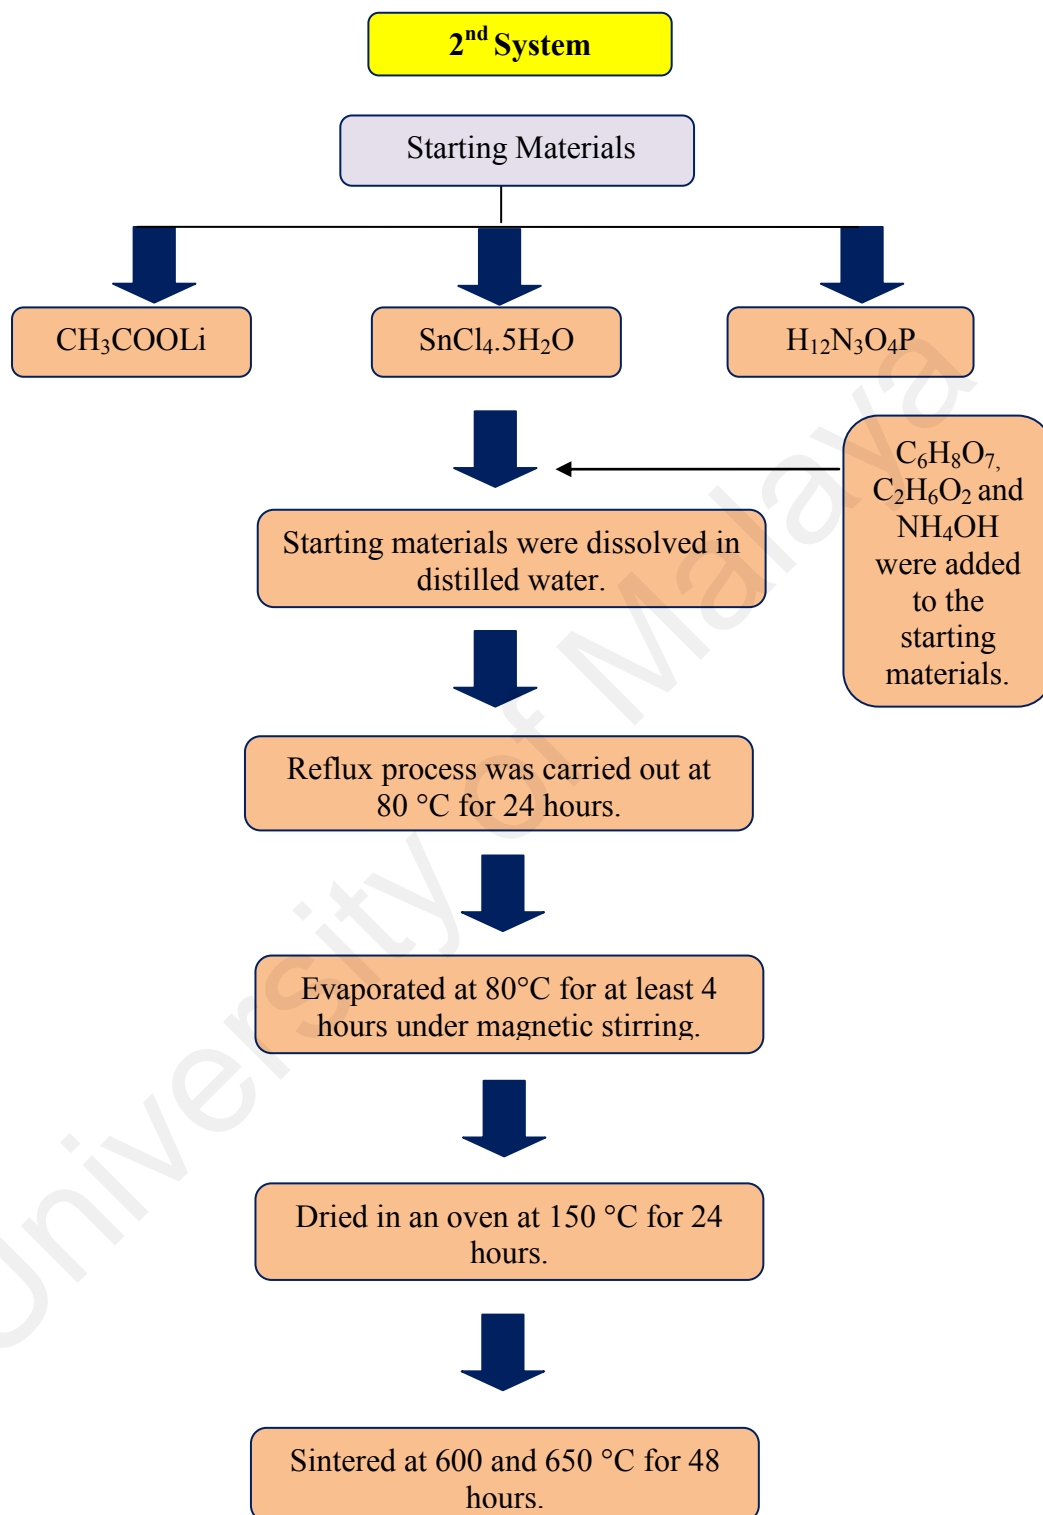 2nd System
Starting Materials
CH3COOLi
SnCl4.5H2O
H12N3O4P
C6H8O7,
C2H6O2 and
NH4OH
were added
to the
starting
materials.
Starting materials were dissolved in
distilled water.
Reflux process was carried out at
80 °C for 24 hours.
Evaporated at 80°C for at least 4
hours under magnetic stirring.
Dried in an oven at 150 °C for 24
hours.
Sintered at 600 and 650 °C for 48
hours.
University of Malaya